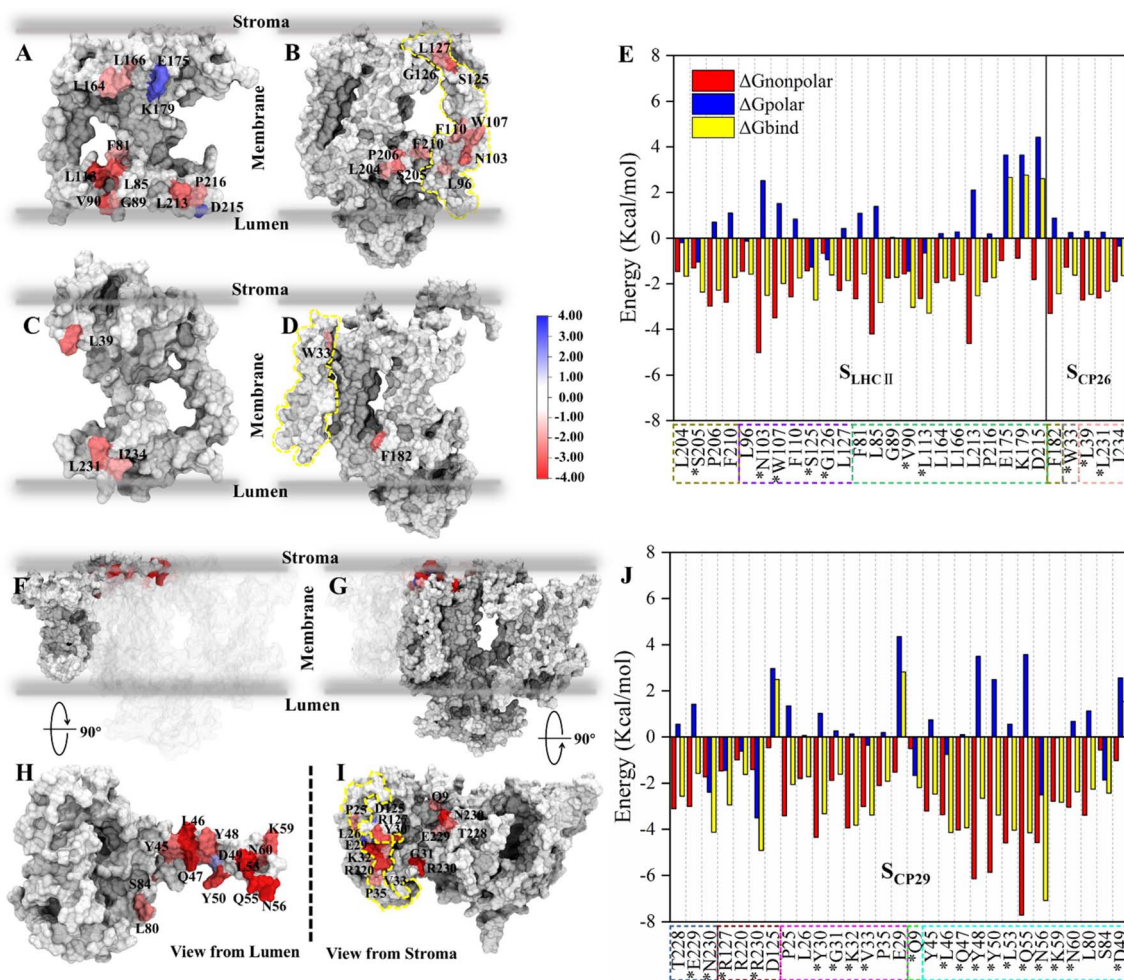 Stroma
A
L166
E175
L164
K179
F81
L113
L85
P216
V90
G89
L213
D215
Lumen
Membrane
B
L127
G126
S125
W107
F110
F210
P206
N103
L204
S205
L96
Stroma
C
L39
L231
I234
Lumen
Membrane
D
W33
F182
4.00
3.00
2.00
1.00
0.00
-1.00
-2.00
-3.00
-4.00
E
Energy (Kcal/mol)
8
6
4
2
0
-2
-4
-6
-8
ΔGnonpolar
ΔGpolar
ΔGbind
S LHC II
S CP26
L204
*S205
P206
F210
L96
*N103
*W107
F110
*S125
*G126
L127
F81
L85
G89
*V90
*L113
L164
L166
L213
P216
E175
K179
D215
F182
*W33
*L39
*L231
I234
Stroma
F
G
Membrane
Lumen
90°
90°
H
L46
Y48
K59
Y45
D49
N60
L53
Q47
S84
Y50
Q55
N56
L80
View from Lumen
I
Q9
P25
D125
R127
N230
L26
Y30
E229
T228
E29
K32
G31
R220
R230
V33
P35
View from Stroma
J
Energy (Kcal/mol)
8
6
4
2
0
-2
-4
-6
-8
S CP29
T228
*E229
*N230
*R127
R220
*R230
D125
P25
L26
*Y30
*G31
*K32
*V33
P35
E29
*Q9
Y45
*L46
*Q47
*Y48
Y50
*L53
*Q55
*N56
*K59
N60
L80
S84
*D49